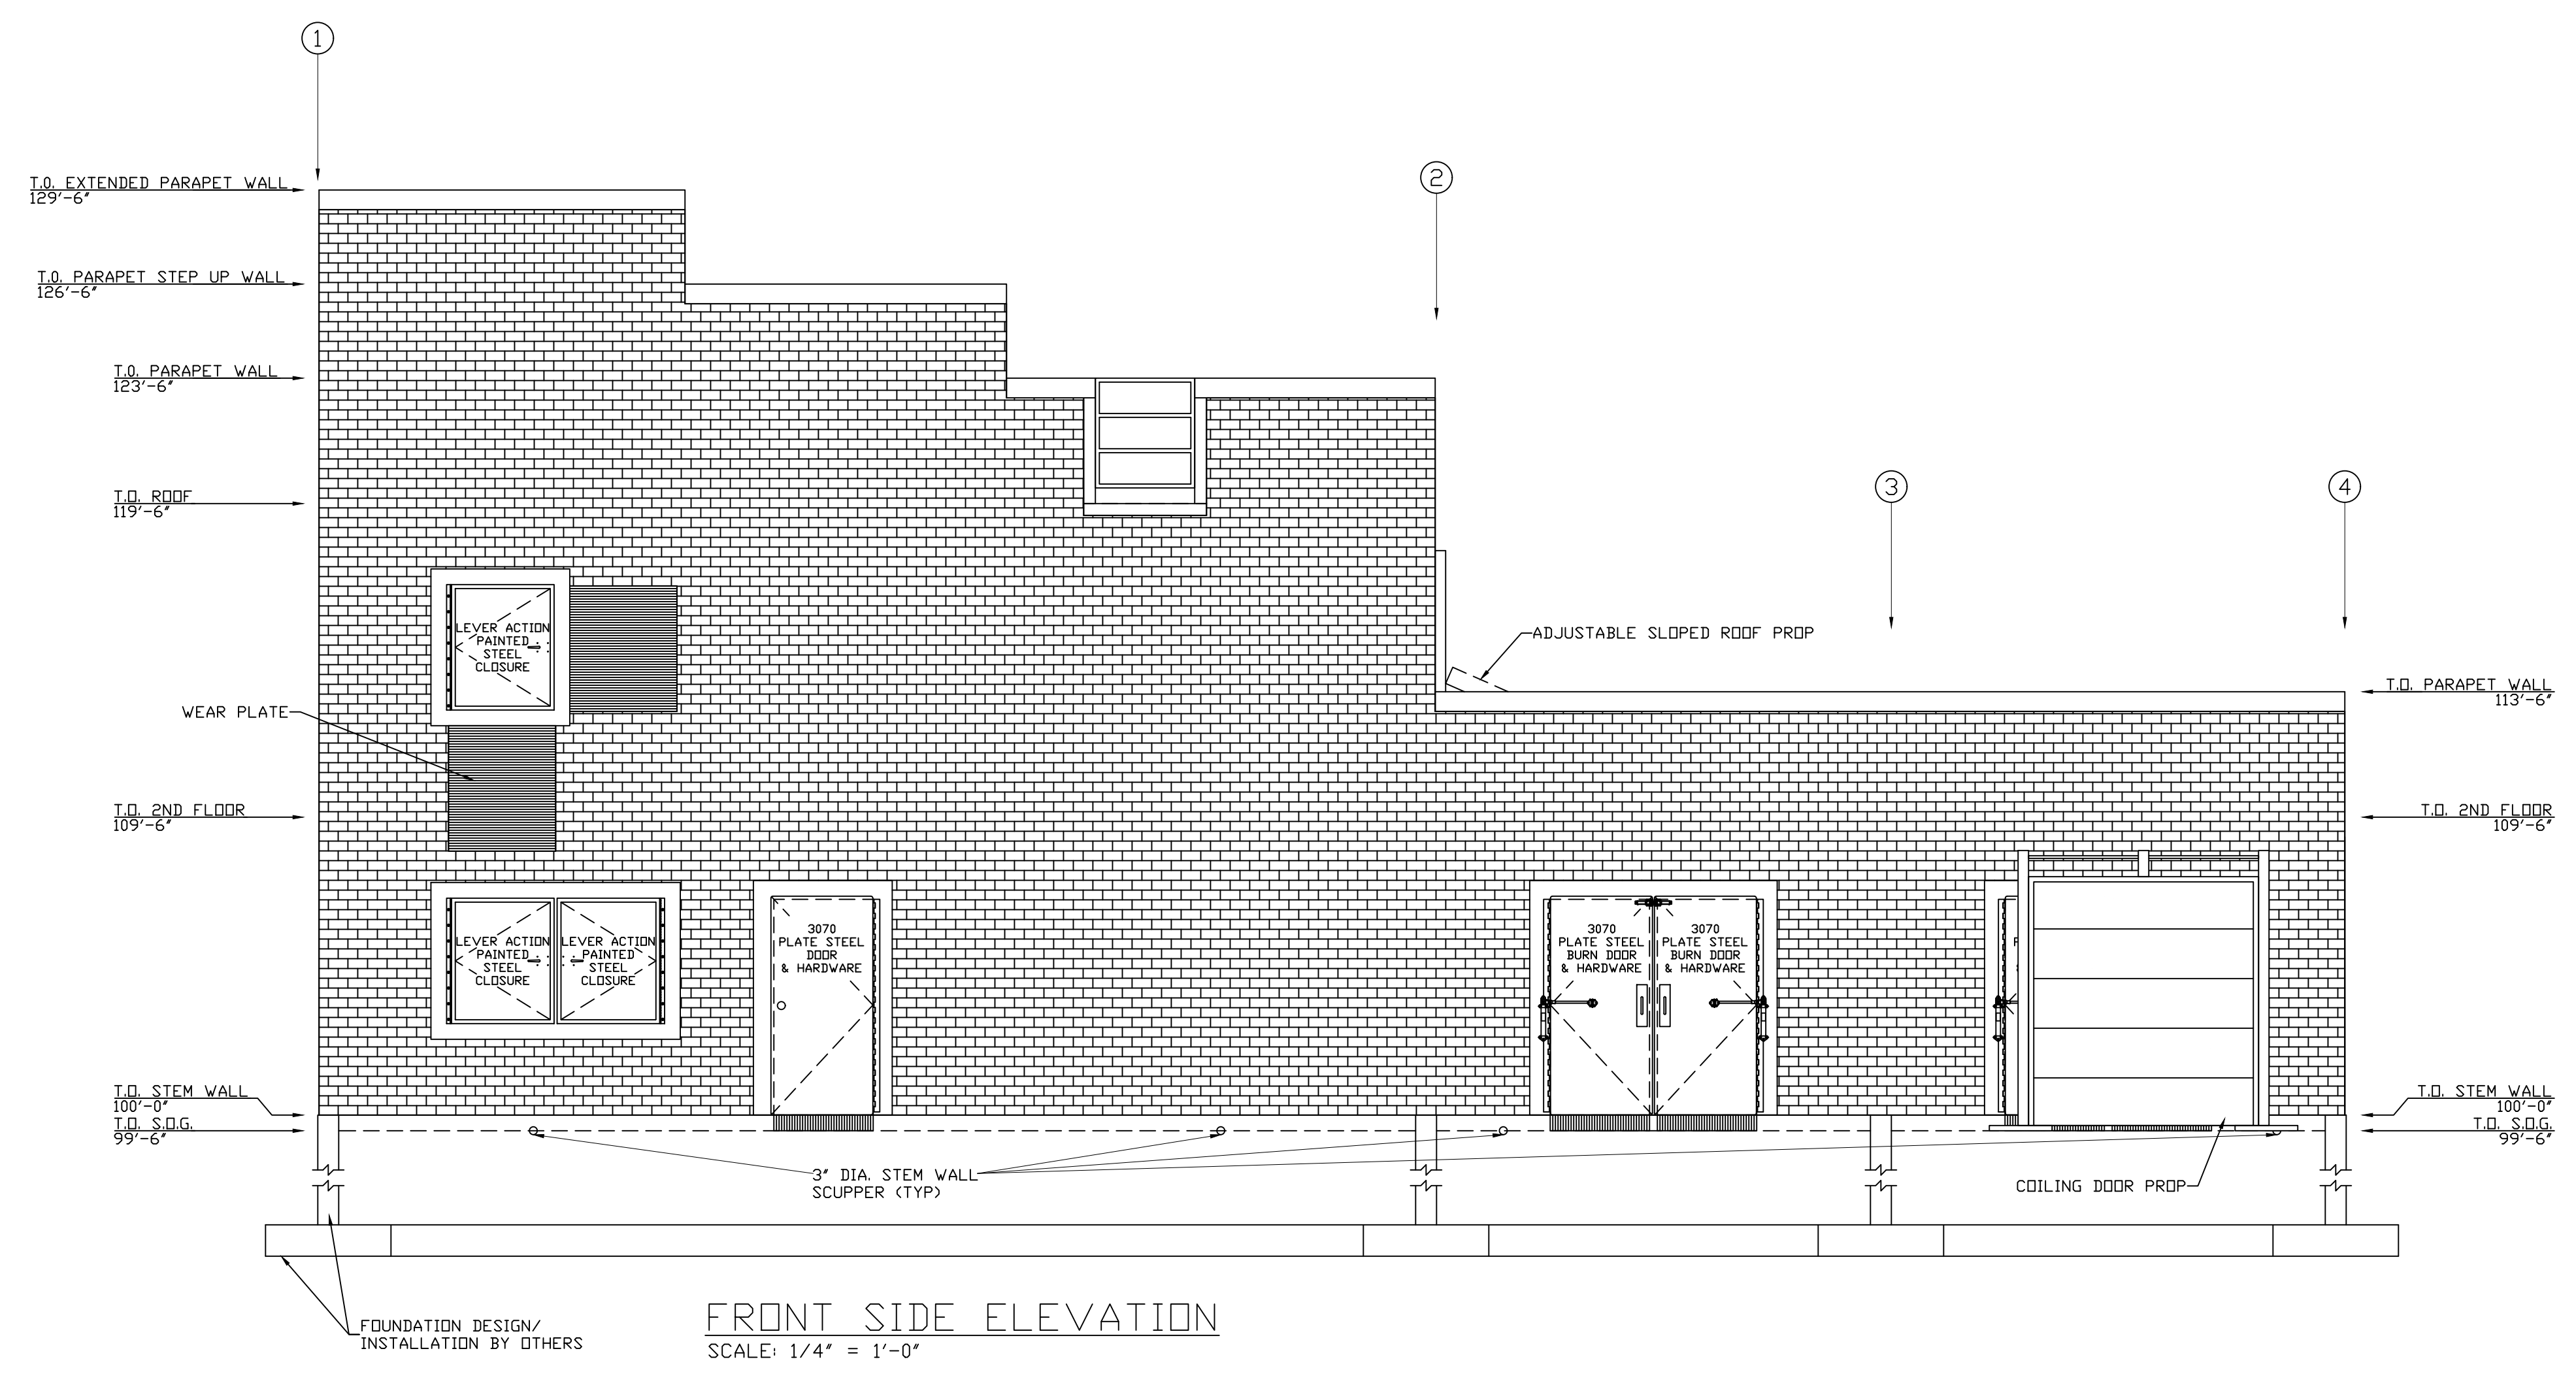 1
2
T.O. EXTENDED PARAPET WALL
129'-6"
T.O. PARAPET STEP UP WALL
126'-6"
T.O. PARAPET WALL
123'-6"
T.O. ROOF
119'-6"
3
4
LEVER ACTION
PAINTED
STEEL
CLOSURE
ADJUSTABLE SLOPED ROOF PROP
WEAR PLATE
T.O. PARAPET WALL
113'-6"
T.O. 2ND FLOOR
109'-6"
T.O. 2ND FLOOR
109'-6"
LEVER ACTION
PAINTED
STEEL
CLOSURE
LEVER ACTION
PAINTED
STEEL
CLOSURE
3070
PLATE STEEL
DOOR
& HARDWARE
3070
PLATE STEEL
BURN DOOR
& HARDWARE
3070
PLATE STEEL
BURN DOOR
& HARDWARE
T.O. STEM WALL
100'-0"
T.O. S.O.G.
99'-6"
T.O. STEM WALL
100'-0"
T.O. S.O.G.
99'-6"
3" DIA. STEM WALL
SCUPPER (TYP)
COILING DOOR PROP
FOUNDATION DESIGN/
INSTALLATION BY OTHERS
FRONT SIDE ELEVATION
SCALE: 1/4" = 1'-0"